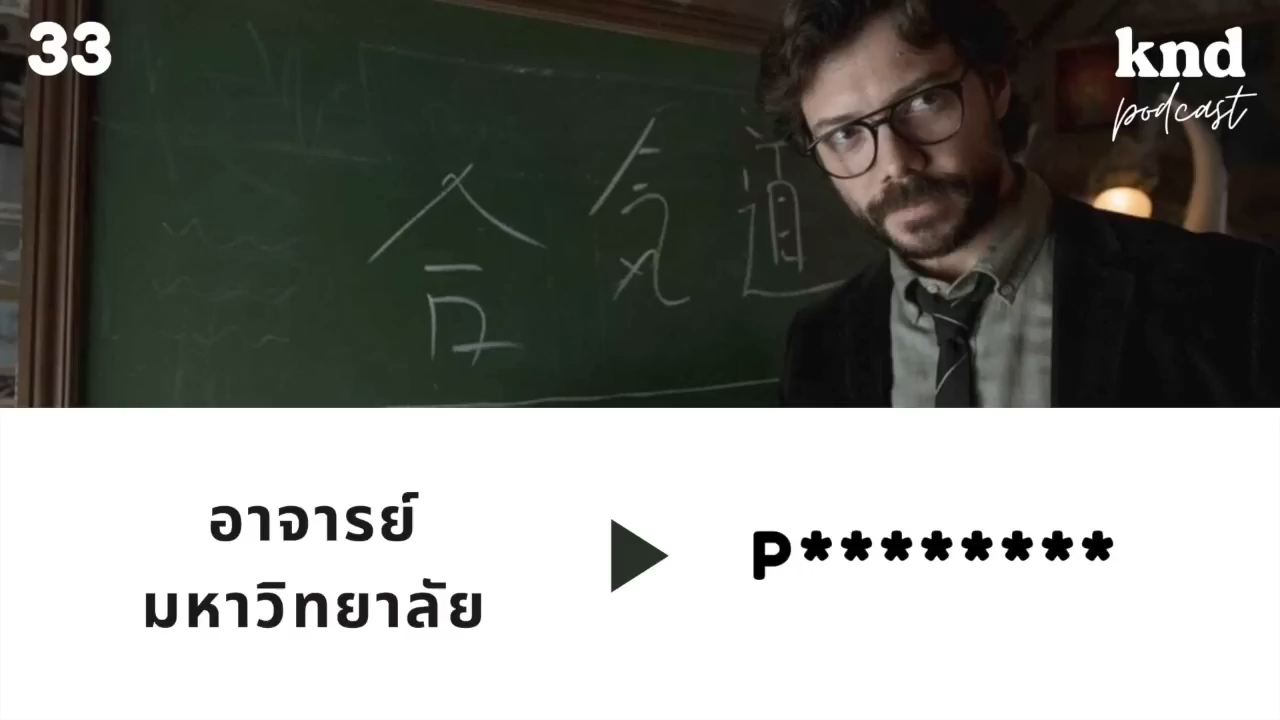 33
knd
podcast
合気道
อาจารย์
มหาวิทยาลัย
P********